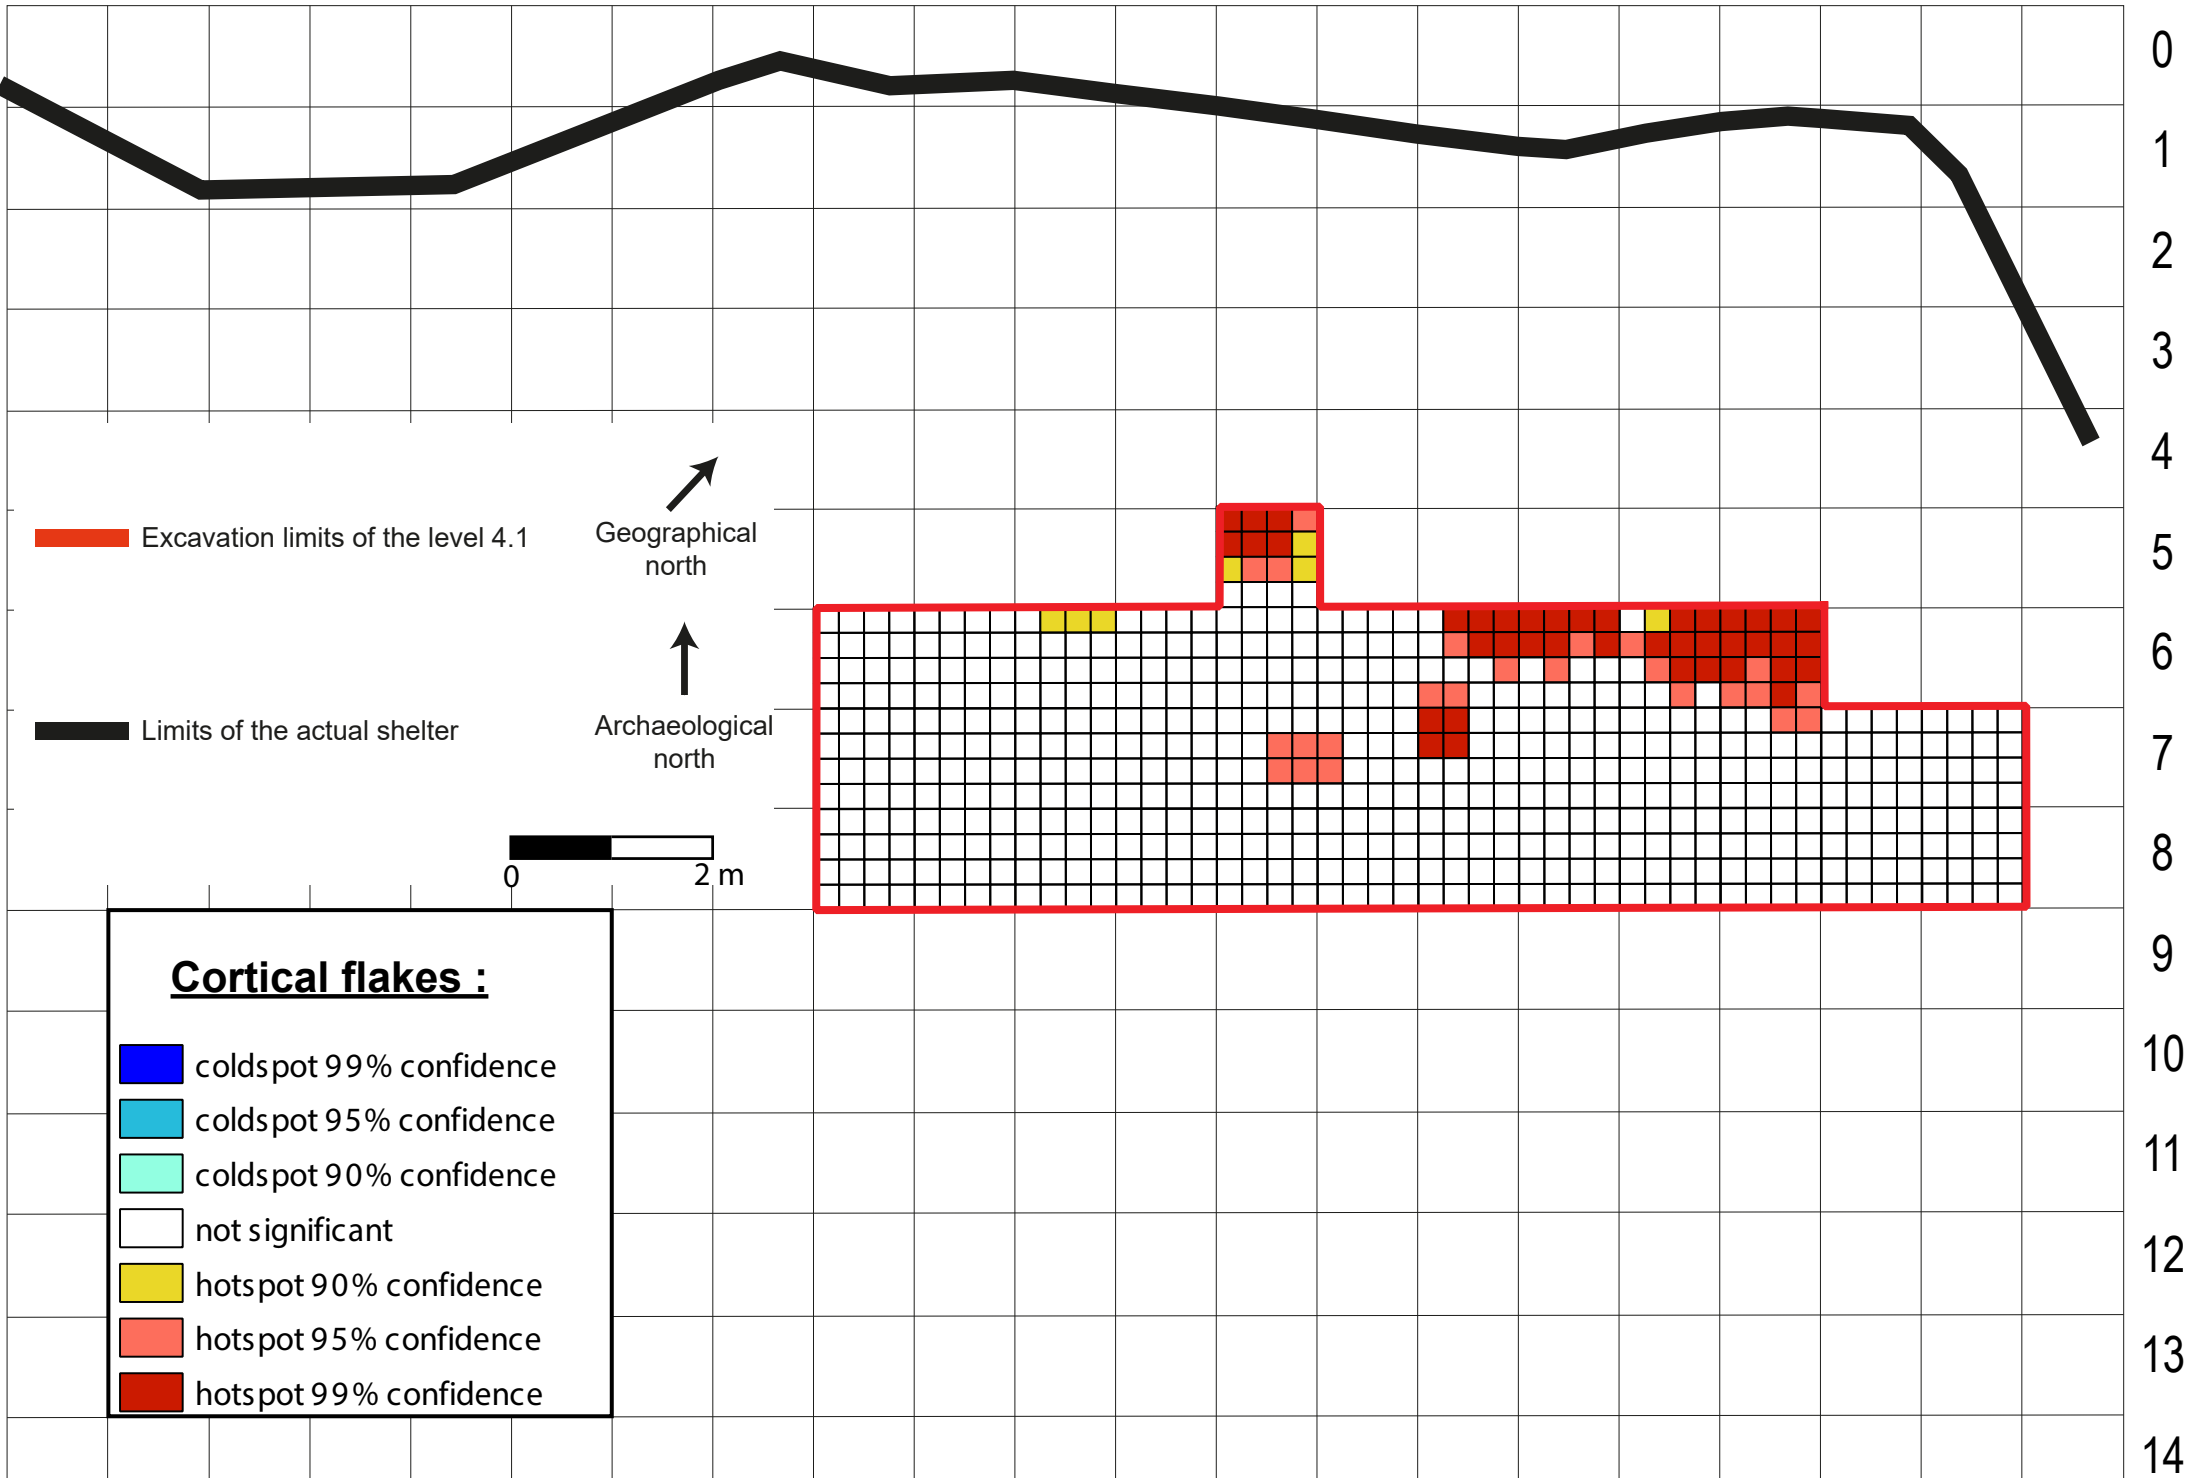 0
1
2
3
4
Excavation limits of the level 4.1
Geographical
north
5
6
Limits of the actual shelter
Archaeological
north
7
0
2 m
8
Cortical flakes :
9
coldspot 99% confidence
10
coldspot 95% confidence
11
coldspot 90% confidence
not significant
12
hotspot 90% confidence
hotspot 95% confidence
13
hotspot 99% confidence
14